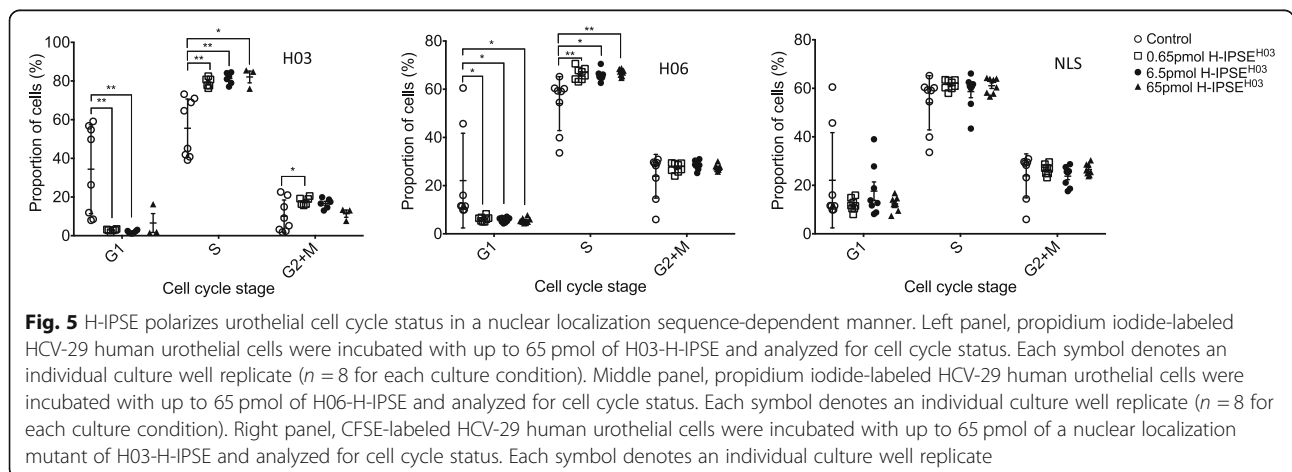 H03
Proportion of cells (%)
100
80
60
40
20
0
**
**
**
**
*
*
G1
S
G2+M
Cell cycle stage
H06
Proportion of cells (%)
80
60
40
20
0
*
*
*
**
*
**
G1
S
G2+M
Cell cycle stage
NLS
Proportion of cells (%)
80
60
40
20
0
G1
S
G2+M
Cell cycle stage
Control
0.65pmol H-IPSE^H03
6.5pmol H-IPSE^H03
65pmol H-IPSE^H03
Fig. 5 H-IPSE polarizes urothelial cell cycle status in a nuclear localization sequence-dependent manner. Left panel, propidium iodide-labeled
HCV-29 human urothelial cells were incubated with up to 65 pmol of H03-H-IPSE and analyzed for cell cycle status. Each symbol denotes an
individual culture well replicate (n = 8 for each culture condition). Middle panel, propidium iodide-labeled HCV-29 human urothelial cells were
incubated with up to 65 pmol of H06-H-IPSE and analyzed for cell cycle status. Each symbol denotes an individual culture well replicate (n = 8 for
each culture condition). Right panel, CFSE-labeled HCV-29 human urothelial cells were incubated with up to 65 pmol of a nuclear localization
mutant of H03-H-IPSE and analyzed for cell cycle status. Each symbol denotes an individual culture well replicate